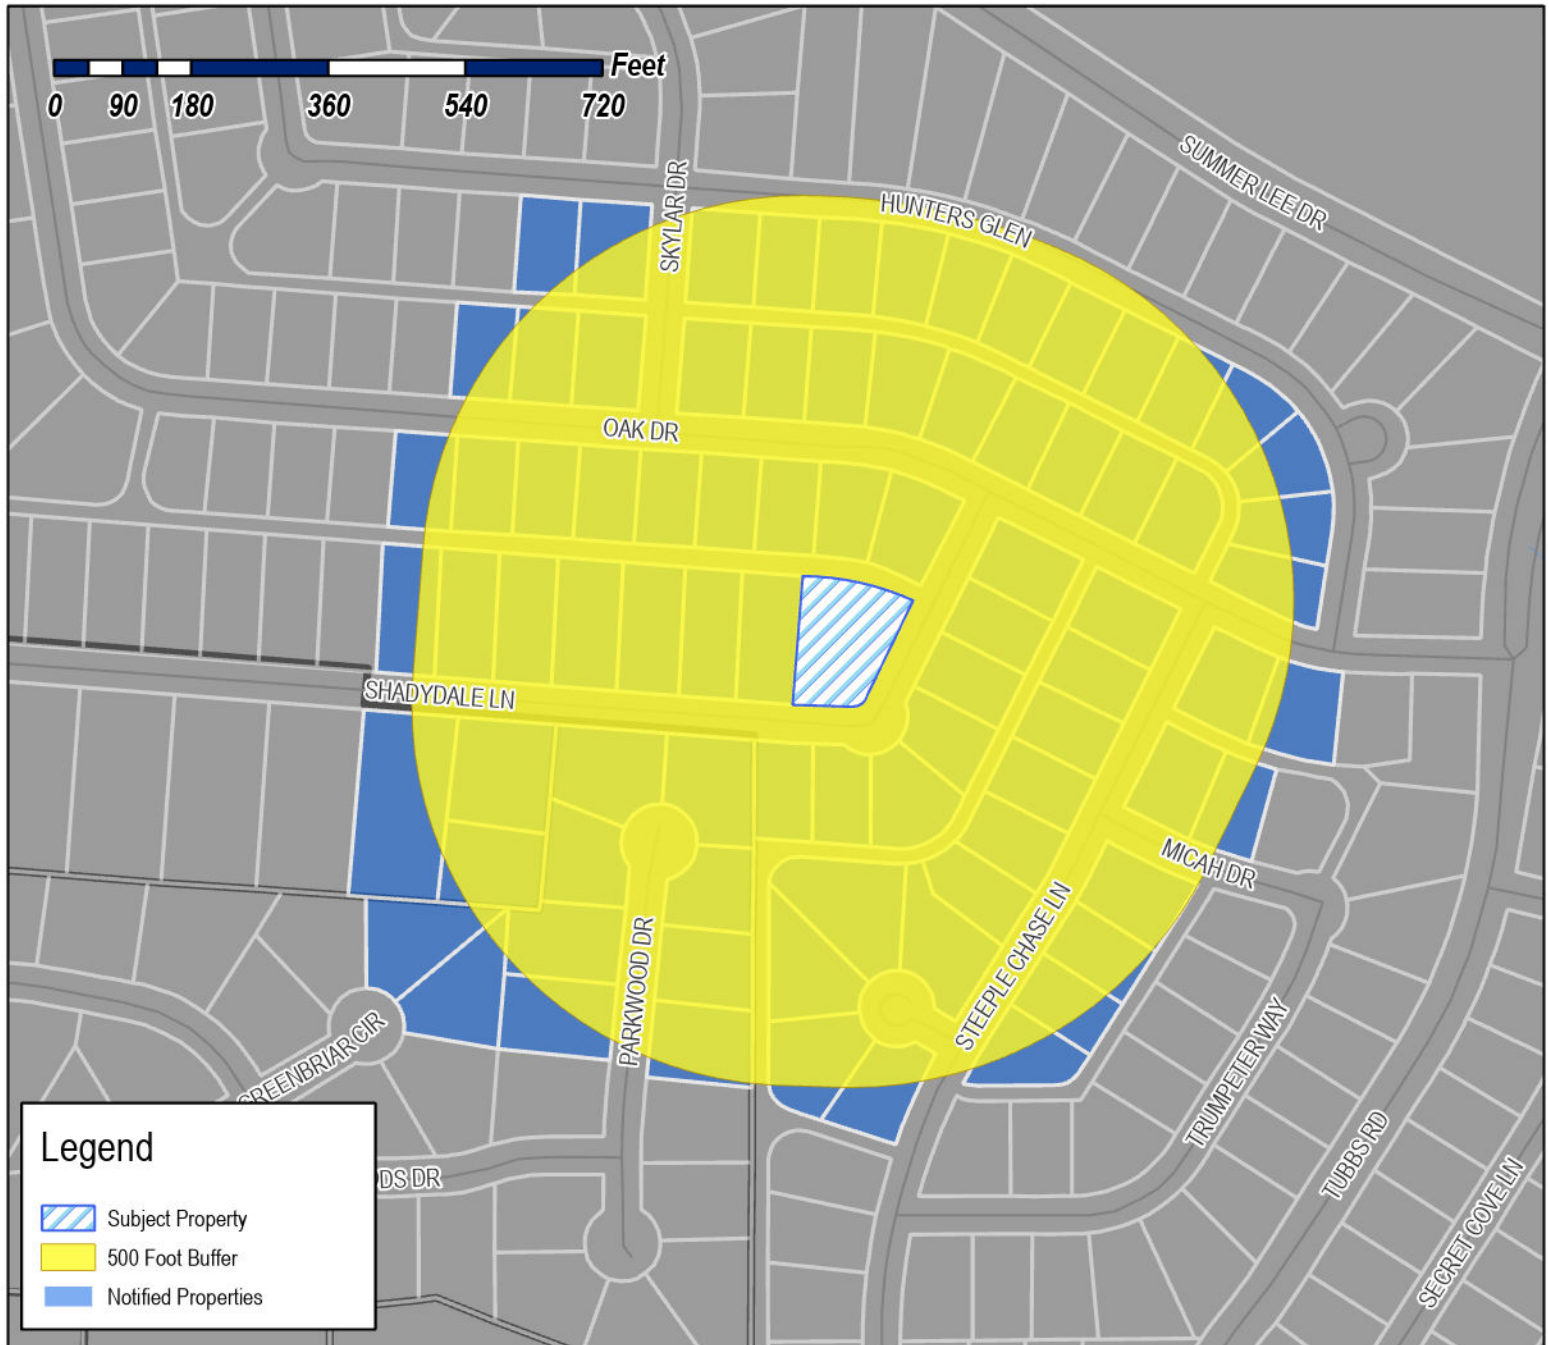 Feet
0 90 180 360 540 720
SUMMER LEE DR
SKYLAR DR
HUNTERS GLEN
OAK DR
SHADYDALE LN
MICAH DR
STEEPLE CHASE LN
PARKWOOD DR
GREENBRIAR CIR
TRUMPETER WAY
TUBBS RD
SECRET COVE LN
DS DR
Legend
Subject Property
500 Foot Buffer
Notified Properties